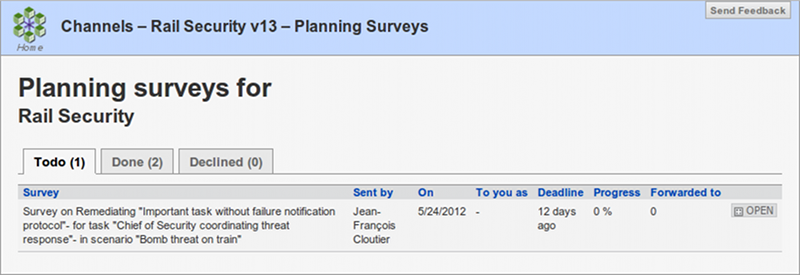 Send Feedback
Channels – Rail Security v13 – Planning Surveys
Home
Planning surveys for
Rail Security
Todo (1) Done (2) Declined (0)
Survey Sent by On To you as Deadline Progress Forwarded to
Survey on Remediating "Important task without failure notification Jean- 5/24/2012 - 12 days 0 % 0 OPEN
protocol"- for task "Chief of Security coordinating threat François ago
response"- in scenario "Bomb threat on train" Cloutier